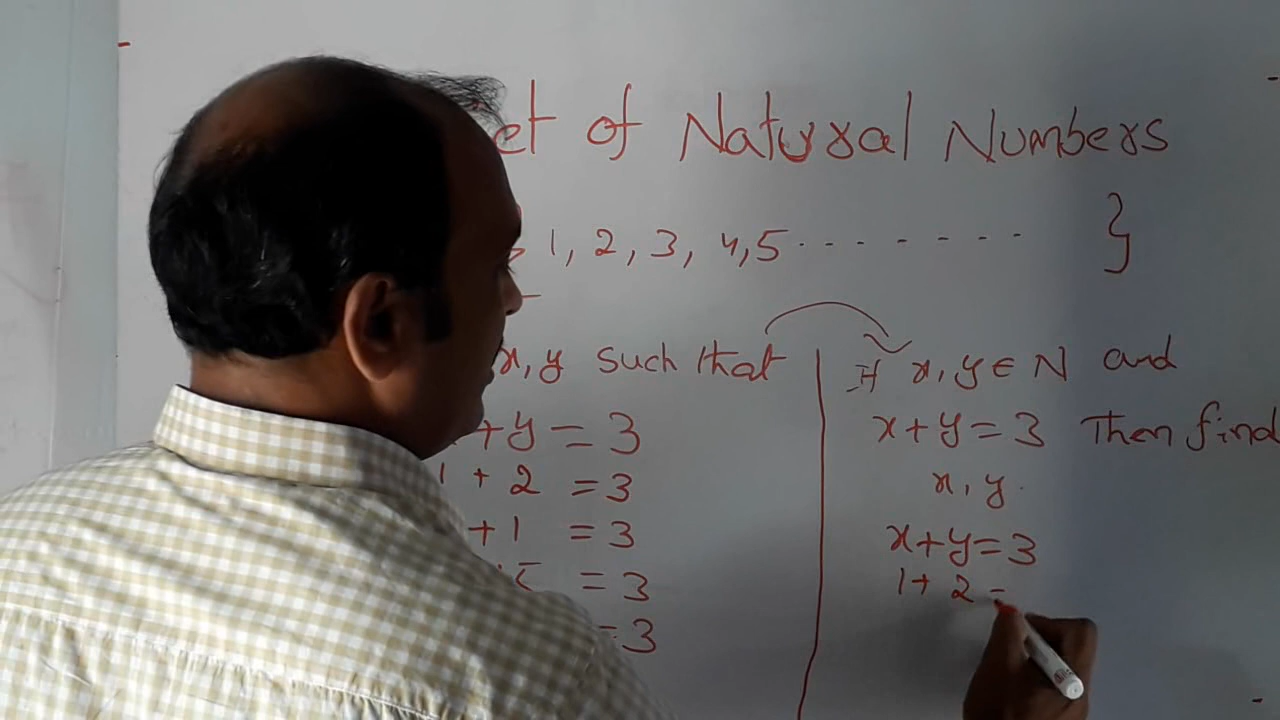 of Natural Numbers
1, 2, 3, 4, 5 . . . . . . . . }
x, y such that
+ y = 3
1 + 2 = 3
+ 1 = 3
= 3
= 3
If x, y ∈ N and
x + y = 3 Then find
x, y.
x + y = 3
1 + 2 =